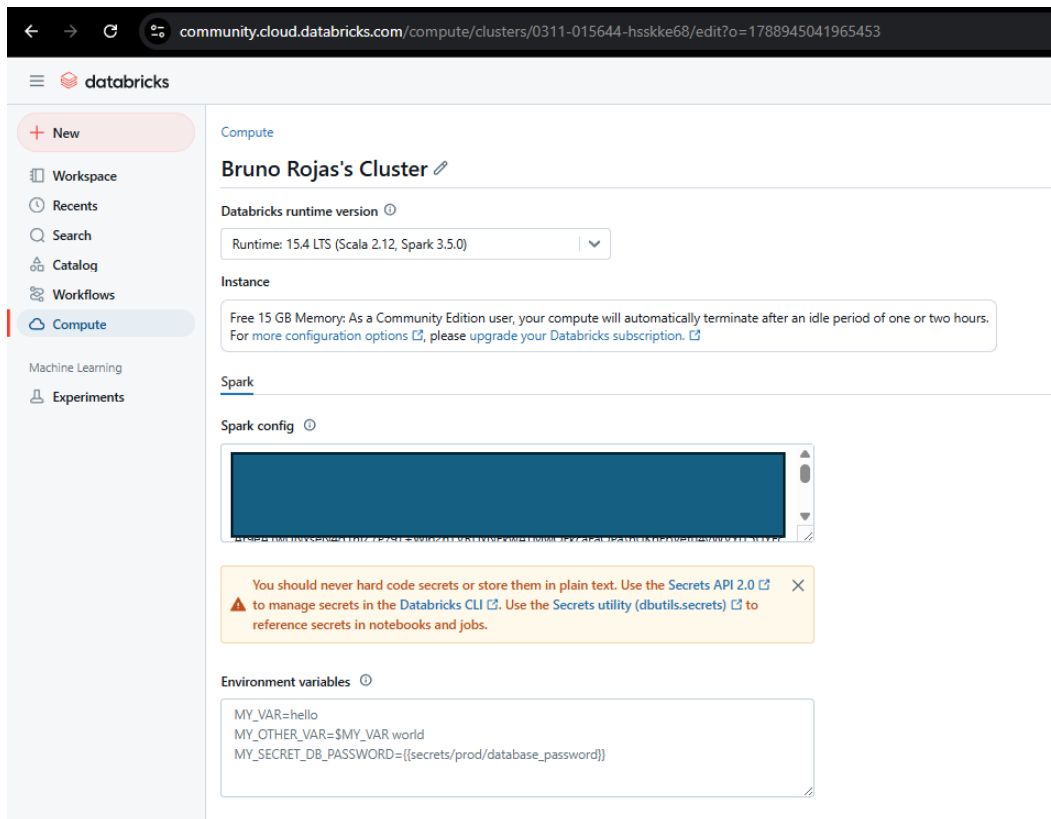 community.cloud.databricks.com/compute/clusters/0311-015644-hsskke68/edit?o=1788945041965453
databricks
New
Workspace
Recents
Search
Catalog
Workflows
Compute
Machine Learning
Experiments
Compute
Bruno Rojas's Cluster
Databricks runtime version
Runtime: 15.4 LTS (Scala 2.12, Spark 3.5.0)
Instance
Free 15 GB Memory: As a Community Edition user, your compute will automatically terminate after an idle period of one or two hours.
For more configuration options, please upgrade your Databricks subscription.
Spark
Spark config
You should never hard code secrets or store them in plain text. Use the Secrets API 2.0
to manage secrets in the Databricks CLI. Use the Secrets utility (dbutils.secrets) to
reference secrets in notebooks and jobs.
Environment variables
MY_VAR=hello
MY_OTHER_VAR=$MY_VAR world
MY_SECRET_DB_PASSWORD={{secrets/prod/database_password}}